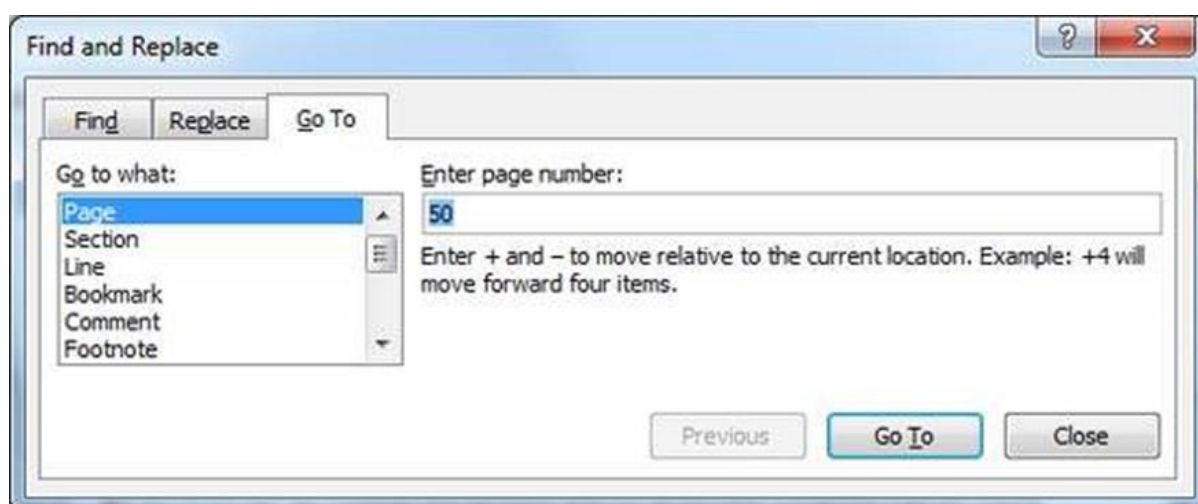 Find and Replace
Find
Replace
Go To
Go to what:
Page
Section
Line
Bookmark
Comment
Footnote
Enter page number:
50
Enter + and – to move relative to the current location. Example: +4 will
move forward four items.
Previous
Go To
Close